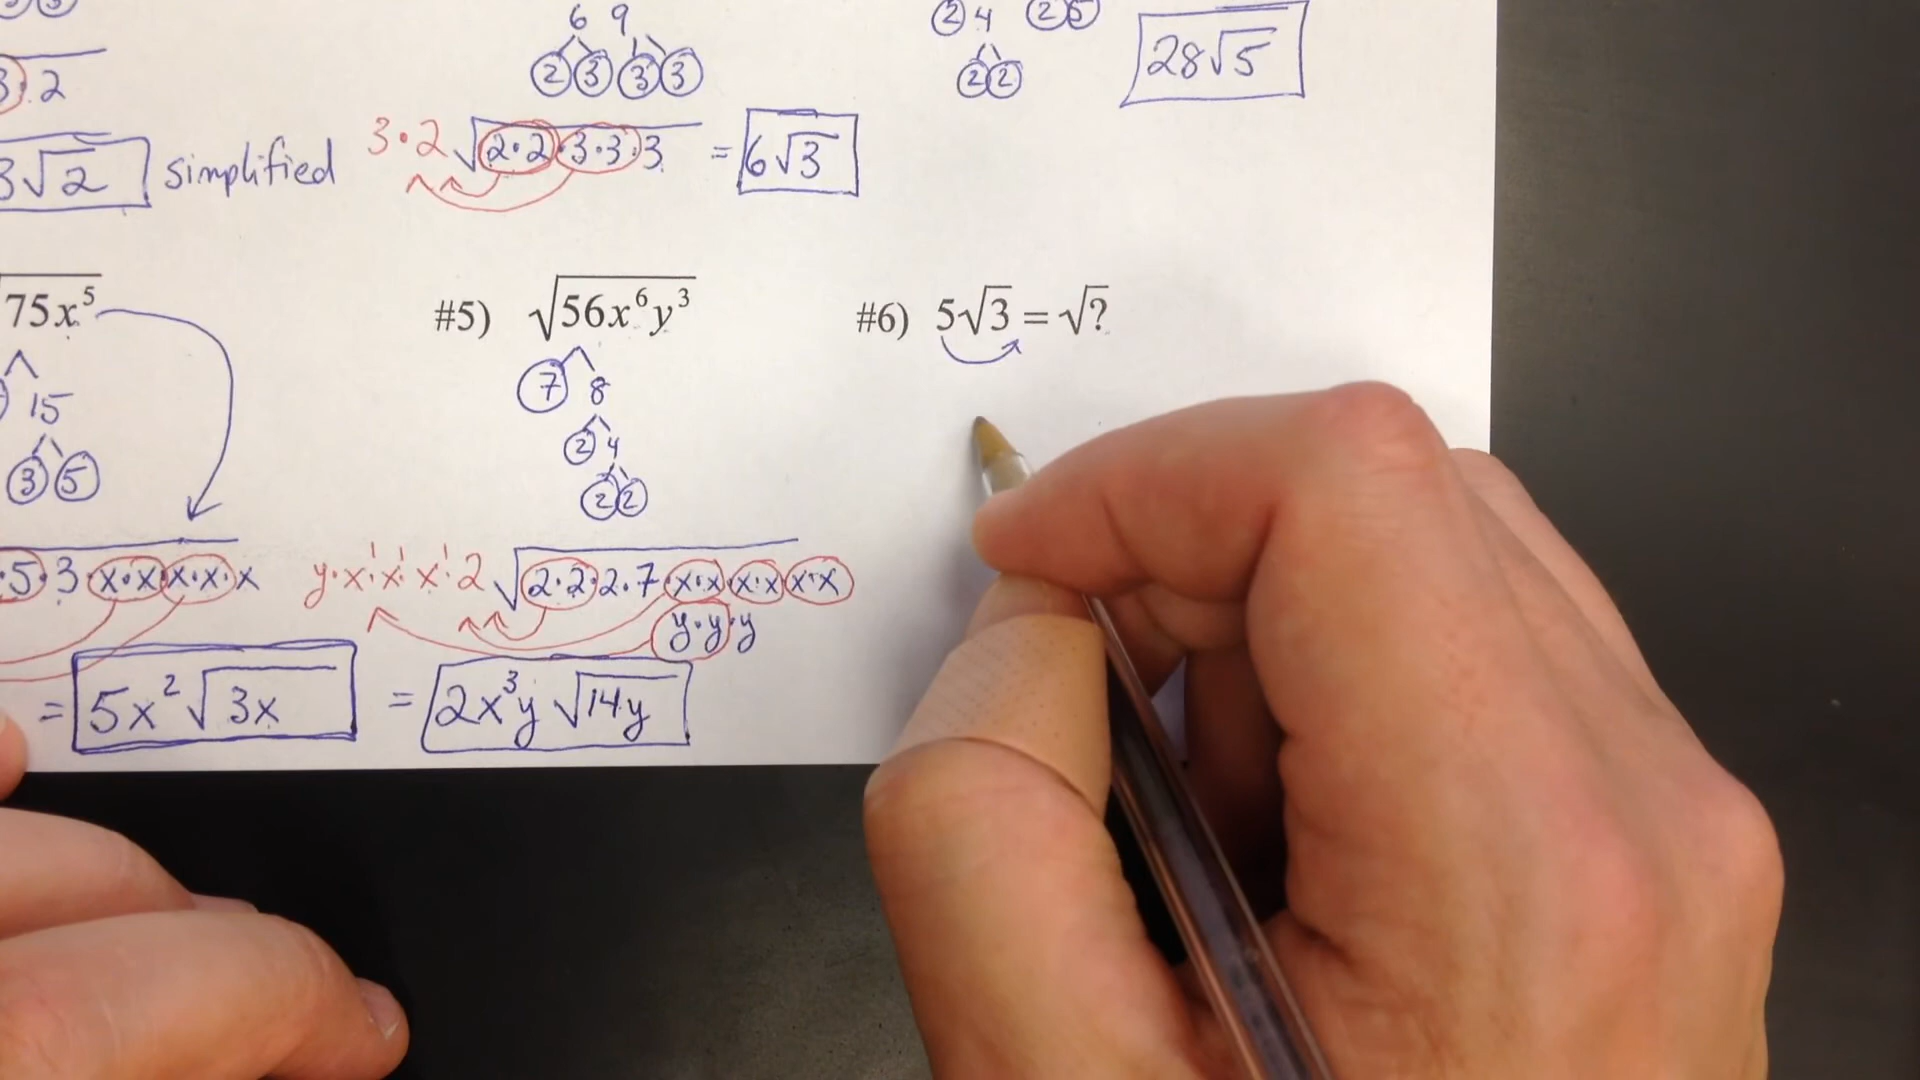 6 9
2 4 2 5
28√5
3·2
2 3 3 3
2 2
3√2 simplified
3·2 √2·2·3·3·3 = 6√3
75x⁵
#5) √56x⁶y³
#6) 5√3 = √?
7 8
15
2 4
3 5
2 2
·5·3·x·x·x·x·x
y·x·x·x·2 √2·2·2·7·x·x·x·x·x·x
y·y·y
= 5x²√3x
= 2x³y √14y